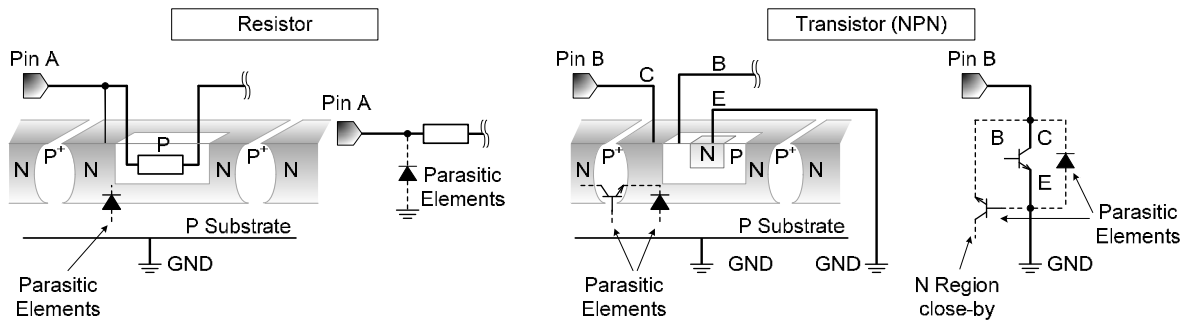 Resistor
Transistor (NPN)
Pin A
Pin A
N
P+
N
P
N
P+
N
Parasitic
Elements
P Substrate
GND
Parasitic
Elements
Pin B
C
B
E
N
P+
N
N
P
P+
N
P Substrate
GND
GND
Parasitic
Elements
Pin B
B
C
E
Parasitic
Elements
GND
N Region
close-by